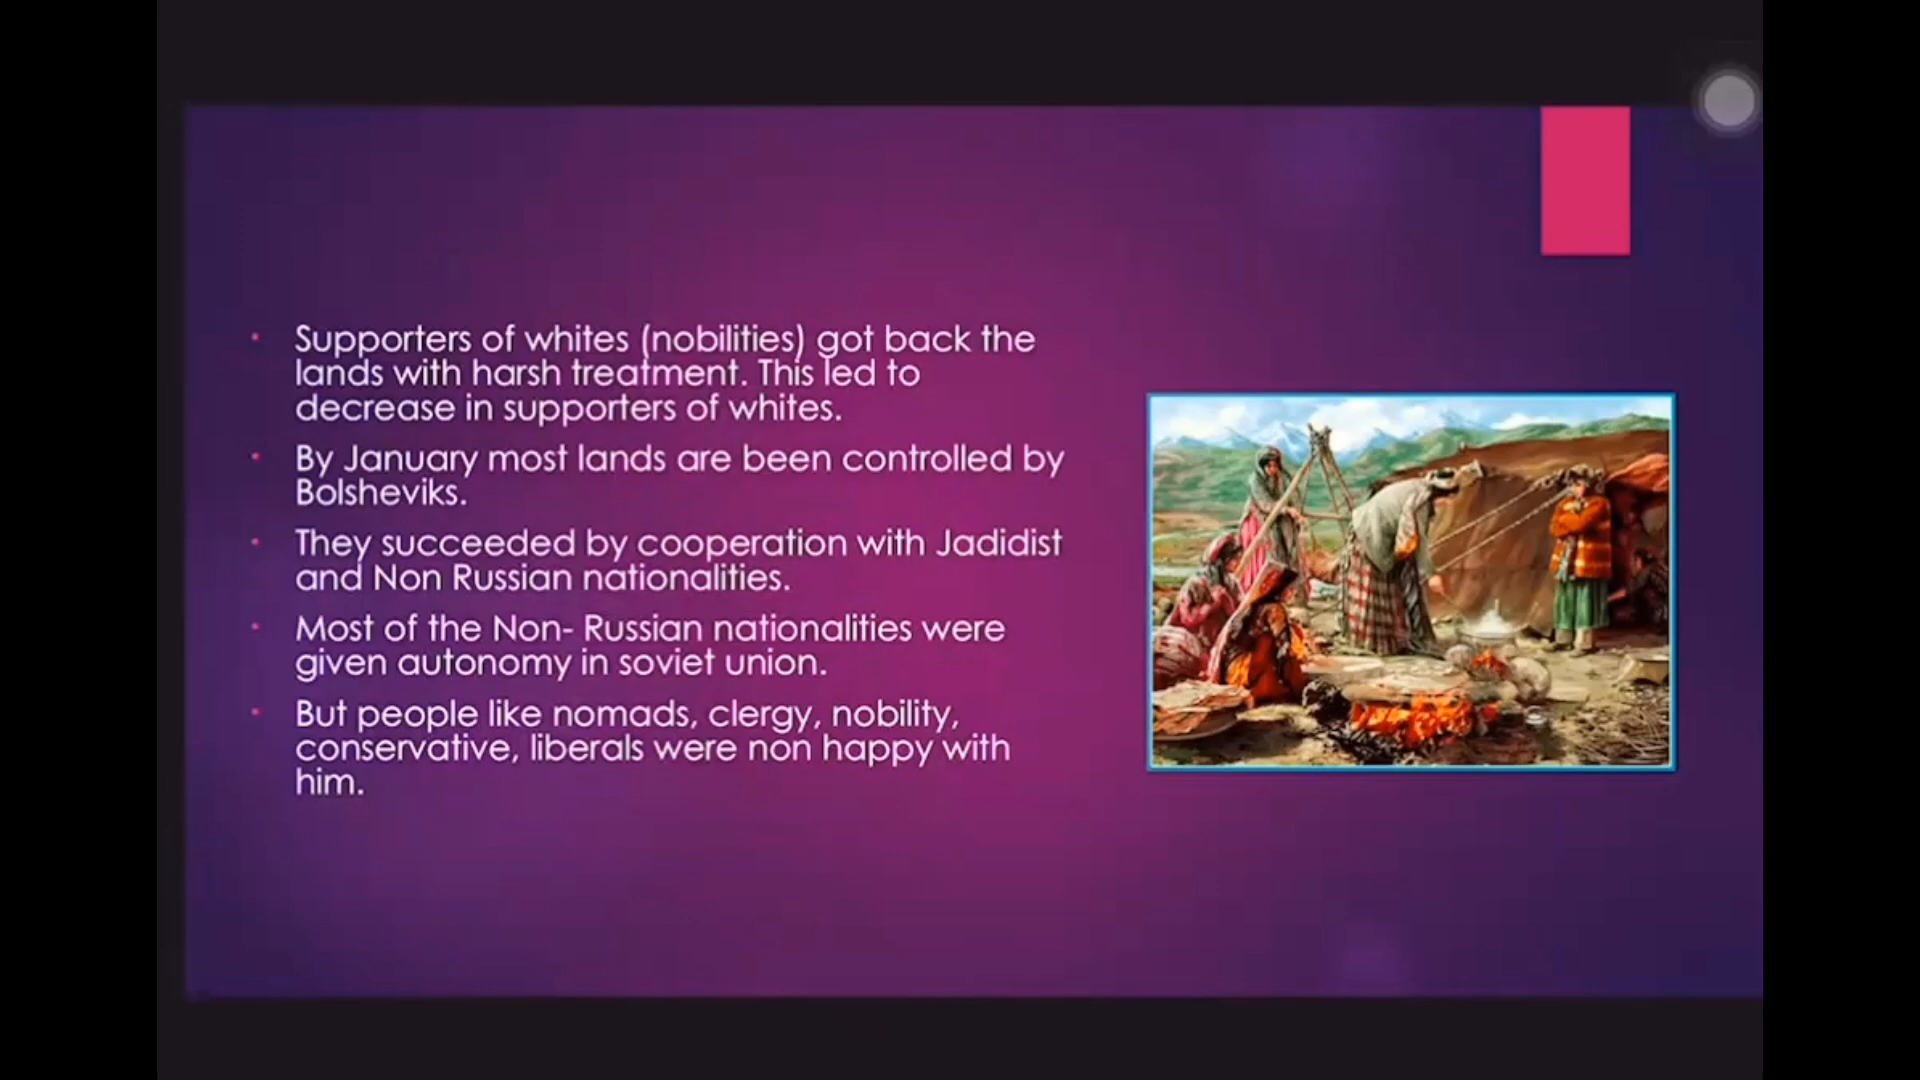 Supporters of whites (nobilities) got back the
lands with harsh treatment. This led to
decrease in supporters of whites.
By January most lands are been controlled by
Bolsheviks.
They succeeded by cooperation with Jadidist
and Non Russian nationalities.
Most of the Non- Russian nationalities were
given autonomy in soviet union.
But people like nomads, clergy, nobility,
conservative, liberals were non happy with
him.